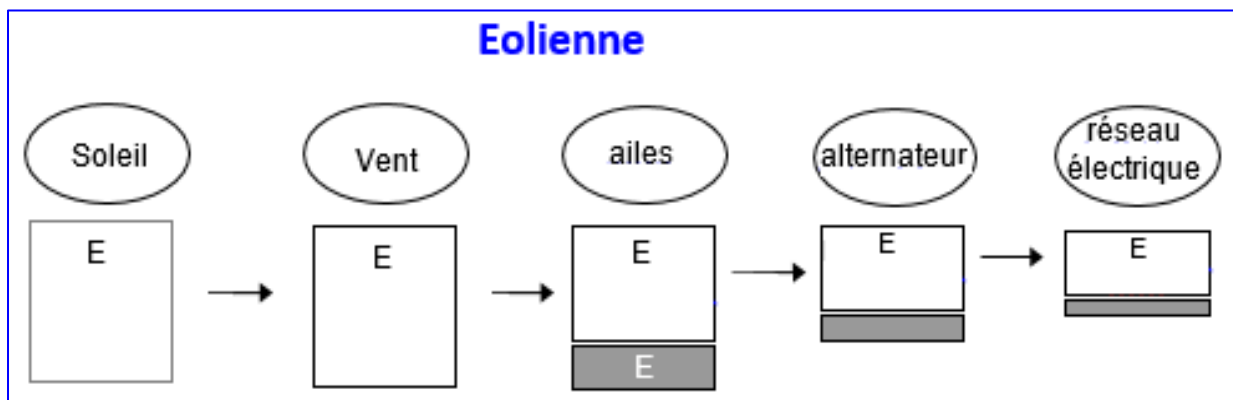 Eolienne
Soleil
Vent
ailes
alternateur
réseau
électrique
E
E
E
E
E
E